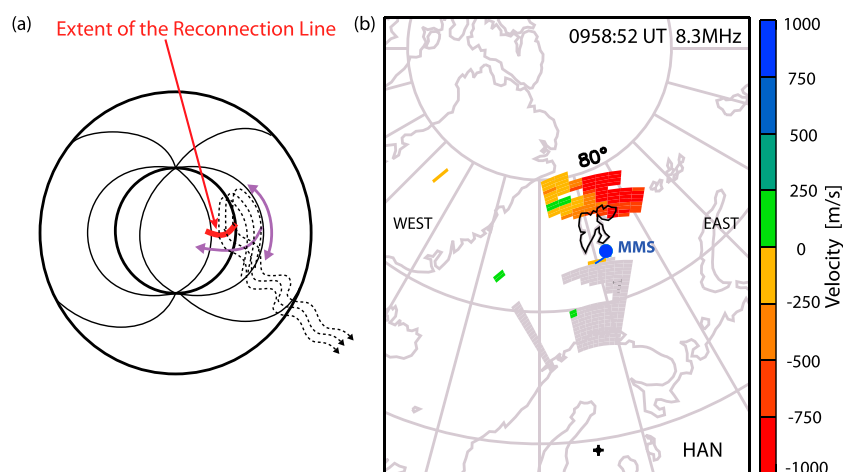 (a)
Extent of the Reconnection Line
(b)
0958:52 UT 8.3MHz
80°
WEST
EAST
MMS
HAN
1000
750
500
250
0
-250
-500
-750
-1000
Velocity [m/s]